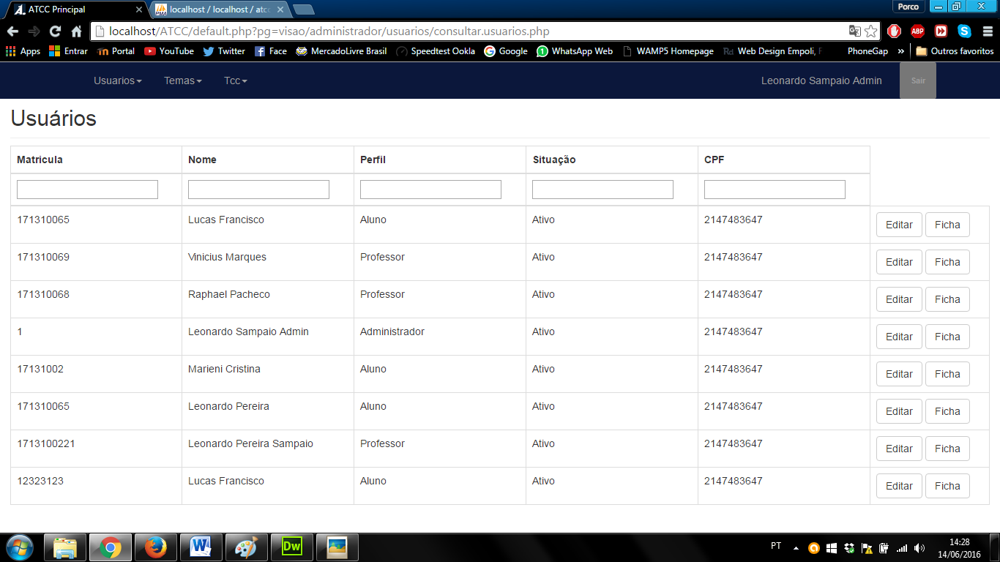 ATCC Principal
localhost / localhost / atcc
Porco
localhost/ATCC/default.php?pg=visao/administrador/usuarios/consultar.usuarios.php
ABP
Apps Entrar Portal YouTube Twitter Face MercadoLivre Brasil Speedtest Ookla Google WhatsApp Web WAMP5 Homepage Web Design Empoli, F PhoneGap » Outros favoritos
Usuarios Temas Tcc Leonardo Sampaio Admin Sair
Usuários
Matricula Nome Perfil Situação CPF
171310065 Lucas Francisco Aluno Ativo 2147483647 Editar Ficha
171310069 Vinicius Marques Professor Ativo 2147483647 Editar Ficha
171310068 Raphael Pacheco Professor Ativo 2147483647 Editar Ficha
1 Leonardo Sampaio Admin Administrador Ativo 2147483647 Editar Ficha
17131002 Marieni Cristina Aluno Ativo 2147483647 Editar Ficha
171310065 Leonardo Pereira Aluno Ativo 2147483647 Editar Ficha
1713100221 Leonardo Pereira Sampaio Professor Ativo 2147483647 Editar Ficha
12323123 Lucas Francisco Aluno Ativo 2147483647 Editar Ficha
Dw
PT
14:28
14/06/2016